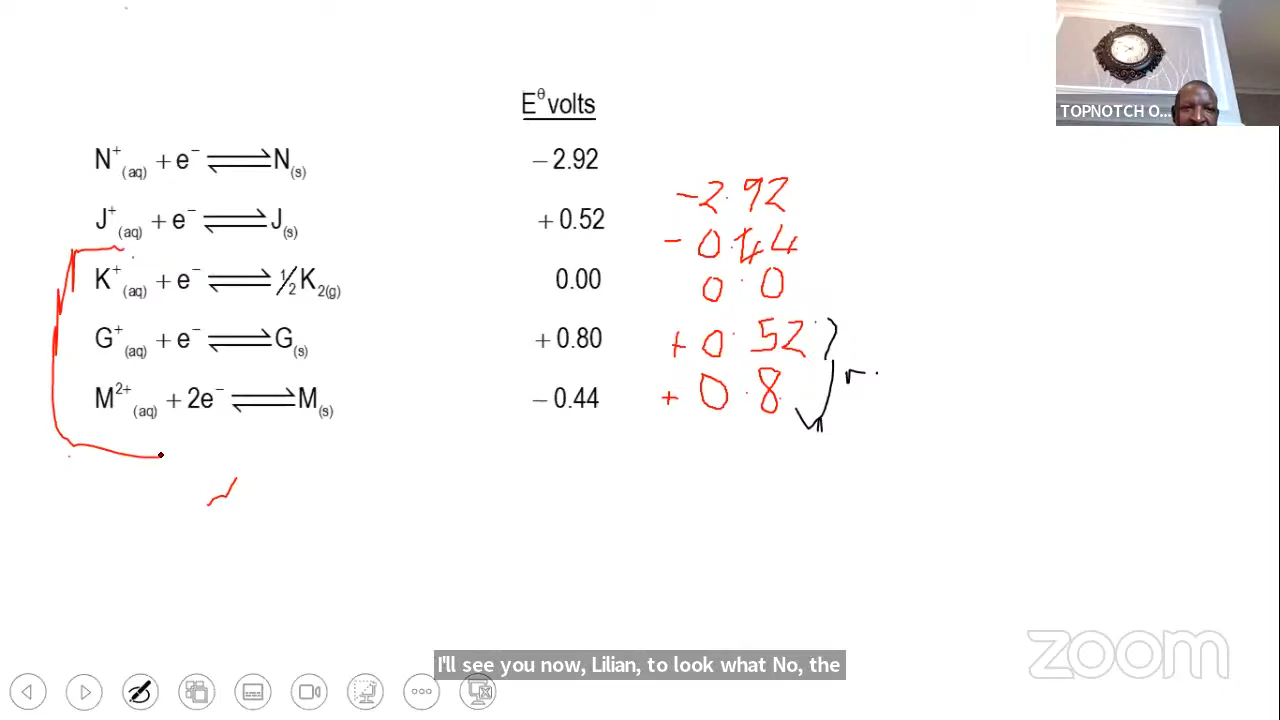 TOPNOTCH O...
E^θ volts
N⁺(aq) + e⁻ ⇌ N(s) −2.92
J⁺(aq) + e⁻ ⇌ J(s) +0.52
K⁺(aq) + e⁻ ⇌ ½K₂(g) 0.00
G⁺(aq) + e⁻ ⇌ G(s) +0.80
M²⁺(aq) + 2e⁻ ⇌ M(s) −0.44
-2.92
-0.44
0.0
+0.52
+0.8
r.
I'll see you now, Lilian, to look what No, the
zoom